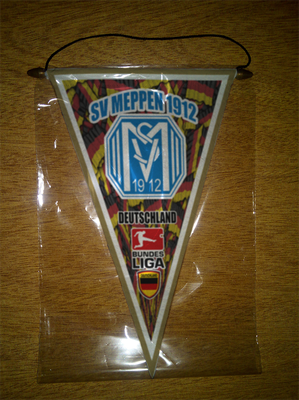 SV MEPPEN 1912
SVM
1912
DEUTSCHLAND
BUNDES
LIGA